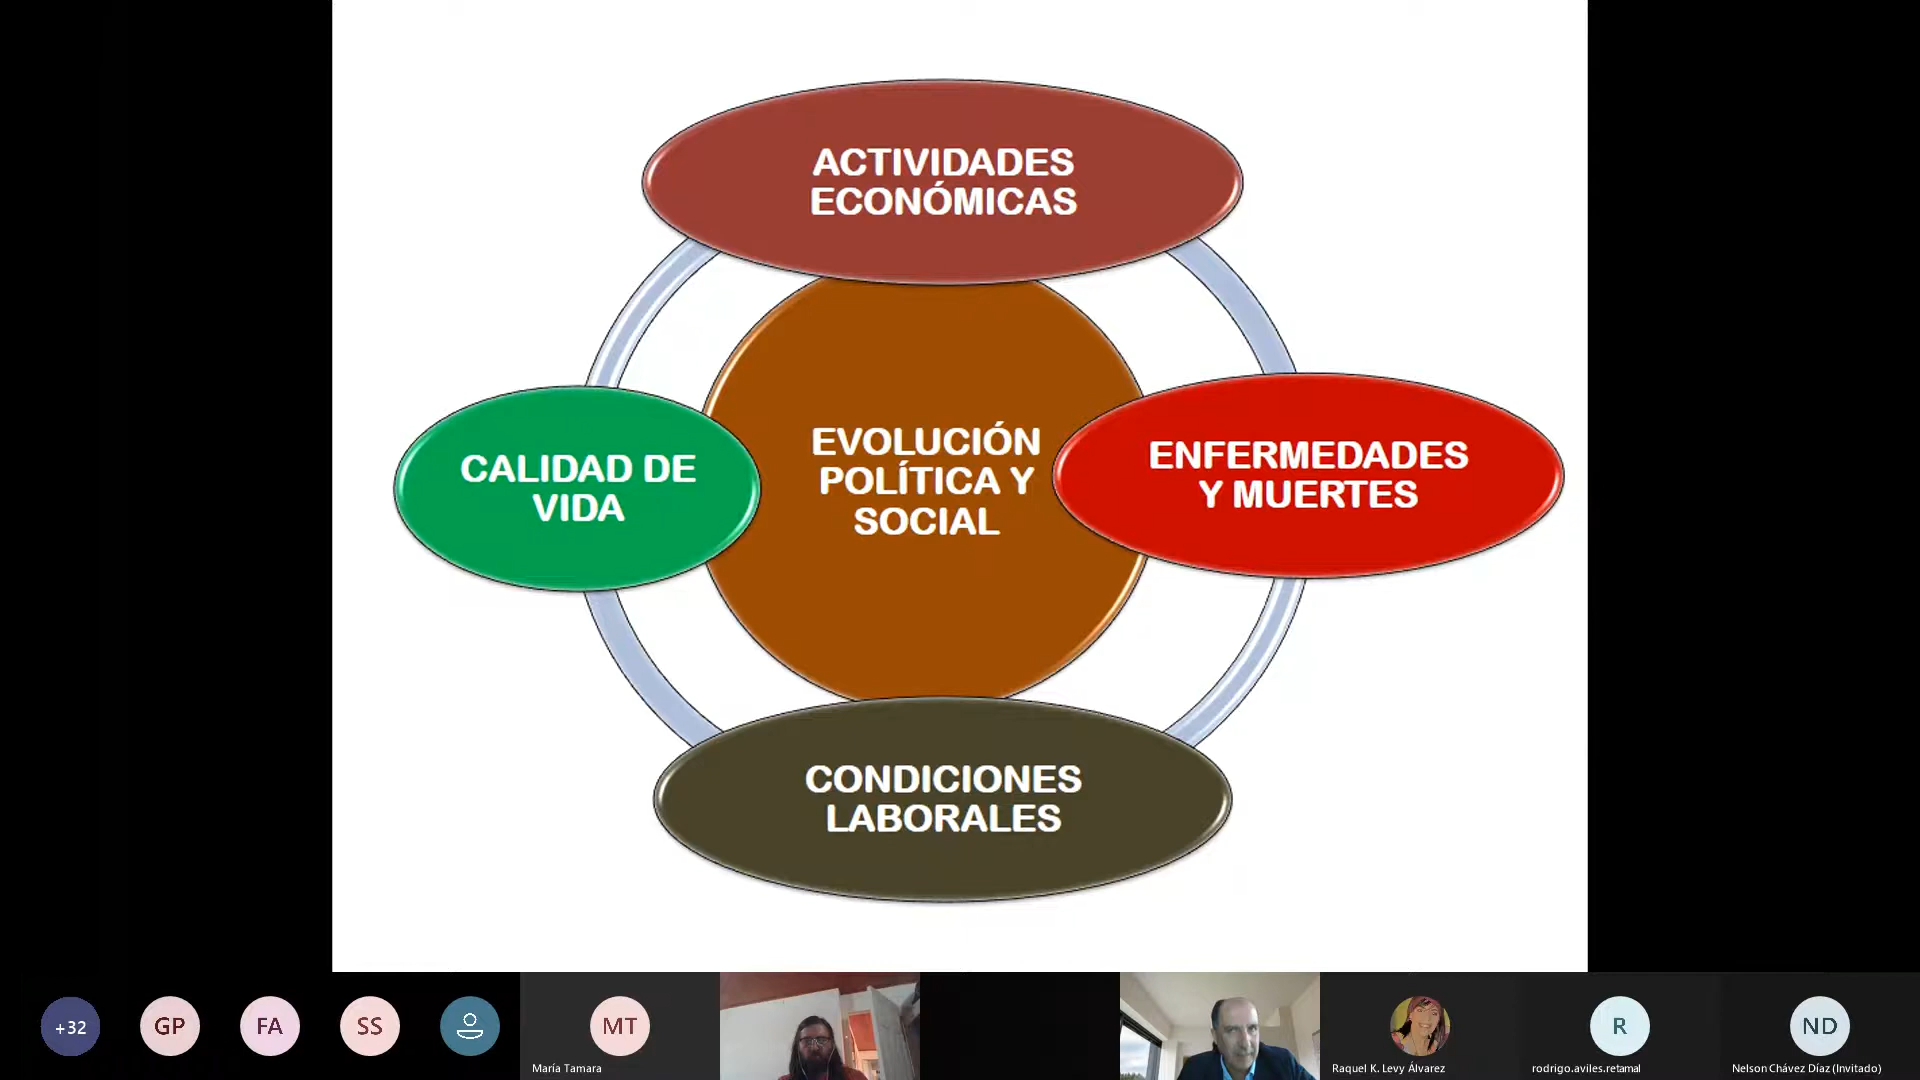 ACTIVIDADES
ECONÓMICAS
CALIDAD DE
VIDA
EVOLUCIÓN
POLÍTICA Y
SOCIAL
ENFERMEDADES
Y MUERTES
CONDICIONES
LABORALES
+32
GP
FA
SS
MT
María Tamara
Raquel K. Levy Álvarez
R
rodrigo.aviles.retamal
ND
Nelson Chávez Díaz (Invitado)